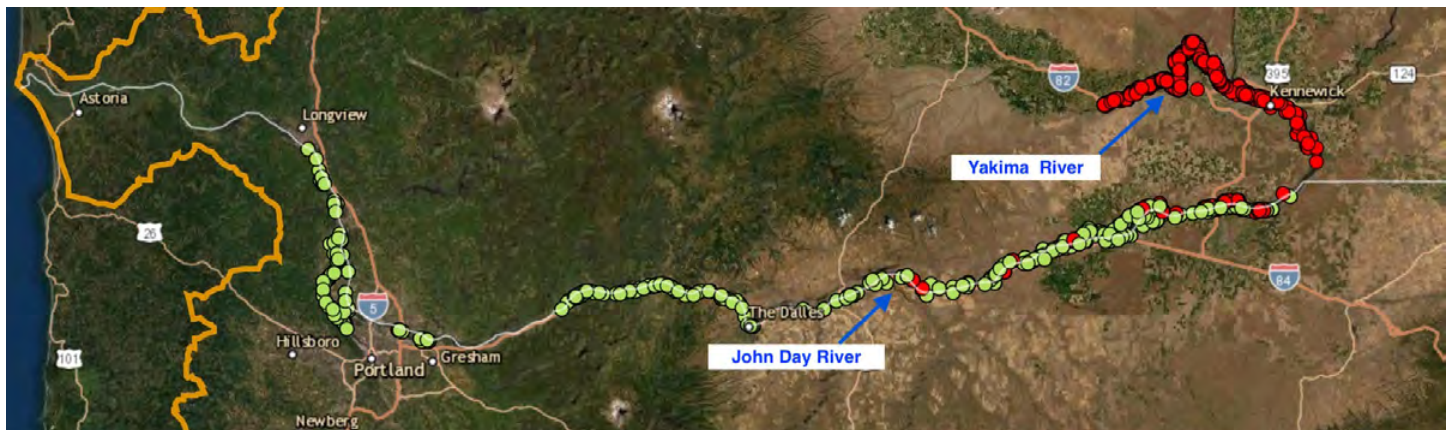 82
395
124
Kennewick
Astoria
Longview
Yakima River
26
84
5
The Dalles
Hillsboro
Gresham
Portland
John Day River
101
Newberg